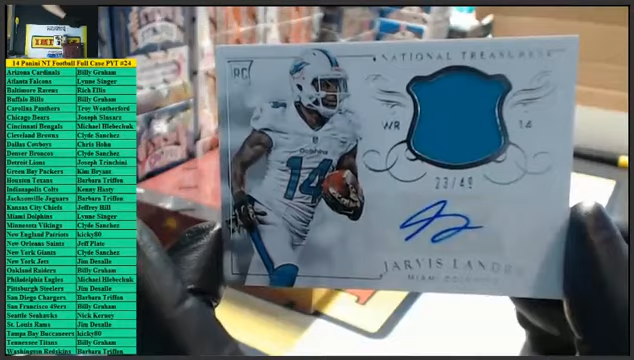 14 Panini NT Football Full Case PYT #24
Arizona Cardinals Billy Graham
Atlanta Falcons Lynne Singer
Baltimore Ravens Rich Ellis
Buffalo Bills Billy Graham
Carolina Panthers Troy Weatherford
Chicago Bears Joseph Slusarz
Cincinnati Bengals Michael Hlebechuk
Cleveland Browns Clyde Sanchez
Dallas Cowboys Chris Hohn
Denver Broncos Clyde Sanchez
Detroit Lions Joseph Trinchini
Green Bay Packers Kim Bryant
Houston Texans Barbara Triffon
Indianapolis Colts Kenny Hasty
Jacksonville Jaguars Barbara Triffon
Kansas City Chiefs Jeffrey Hill
Miami Dolphins Lynne Singer
Minnesota Vikings Clyde Sanchez
New England Patriots kicky80
New Orleans Saints Jeff Plate
New York Giants Clyde Sanchez
New York Jets Jim Desalle
Oakland Raiders Billy Graham
Philadelphia Eagles Michael Hlebechuk
Pittsburgh Steelers Jim Desalle
San Diego Chargers Barbara Triffon
San Francisco 49ers Billy Graham
Seattle Seahawks Nick Kerney
St. Louis Rams Jim Desalle
Tampa Bay Buccaneers kicky80
Tennessee Titans Billy Graham
Washington Redskins Barbara Triffon
NATIONAL TREASURES
RC
WR 14
Dolphins
14
23/49
JARVIS LANDRY
MIAMI